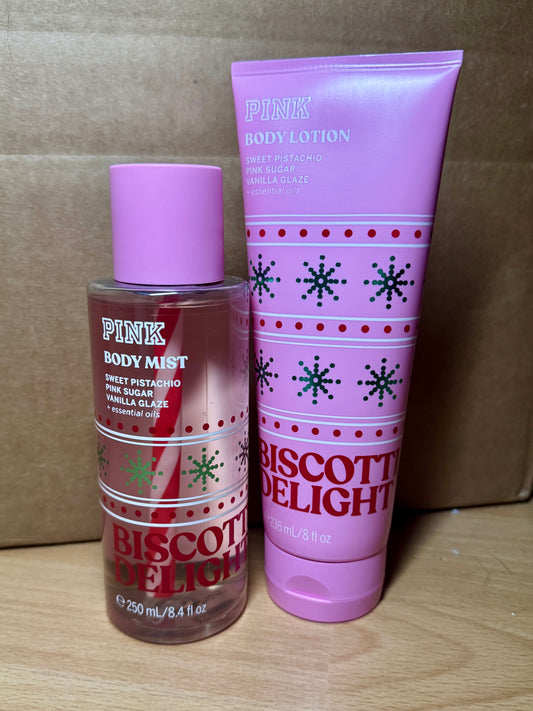 PINK
BODY MIST
SWEET PISTACHIO
PINK SUGAR
VANILLA GLAZE
+ essential oils
BISCOTTI
DELIGHT
℮ 250 mL/8.4 fl oz
PINK
BODY LOTION
SWEET PISTACHIO
PINK SUGAR
VANILLA GLAZE
+ essential oils
BISCOTTI
DELIGHT
℮236 mL/8 fl oz